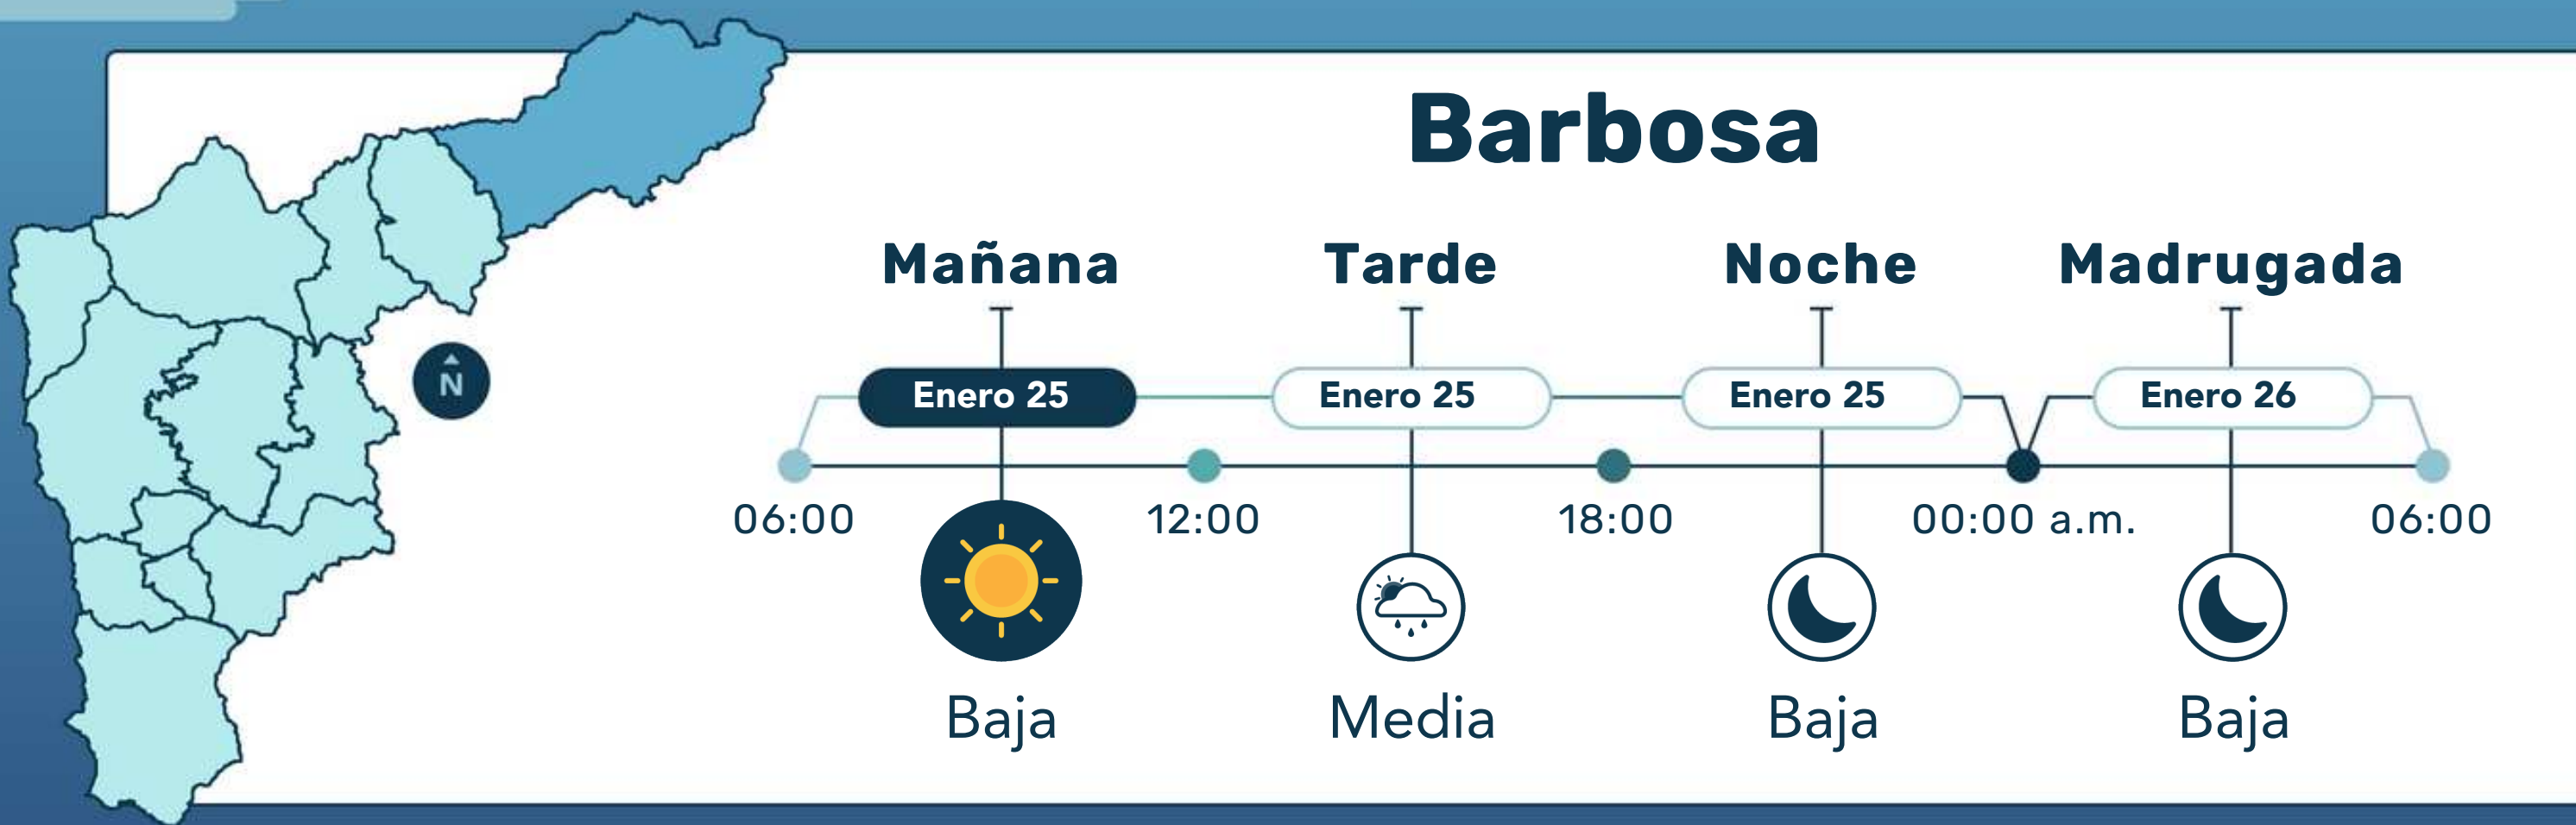 Barbosa
Mañana Tarde Noche Madrugada
N
Enero 25 Enero 25 Enero 25 Enero 26
06:00 12:00 18:00 00:00 a.m. 06:00
Baja Media Baja Baja